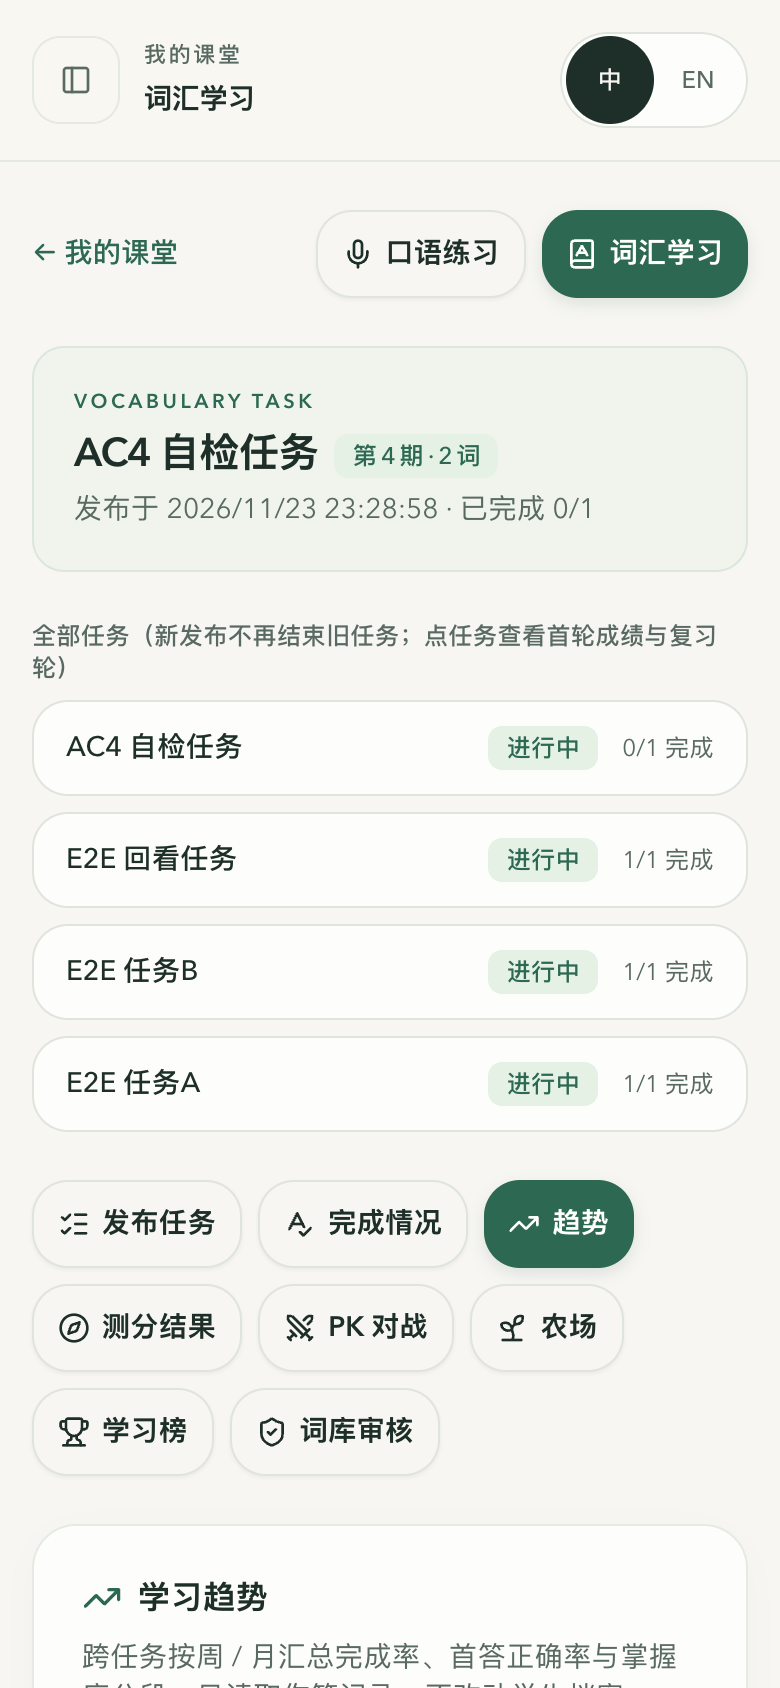 我的课堂
词汇学习
中
EN
← 我的课堂
口语练习
词汇学习
VOCABULARY TASK
AC4 自检任务
第 4 期 · 2 词
发布于 2026/11/23 23:28:58 · 已完成 0/1
全部任务（新发布不再结束旧任务；点任务查看首轮成绩与复习
轮）
AC4 自检任务 进行中 0/1 完成
E2E 回看任务 进行中 1/1 完成
E2E 任务B 进行中 1/1 完成
E2E 任务A 进行中 1/1 完成
发布任务 完成情况 趋势
测分结果 PK 对战 农场
学习榜 词库审核
学习趋势
跨任务按周 / 月汇总完成率、首答正确率与掌握